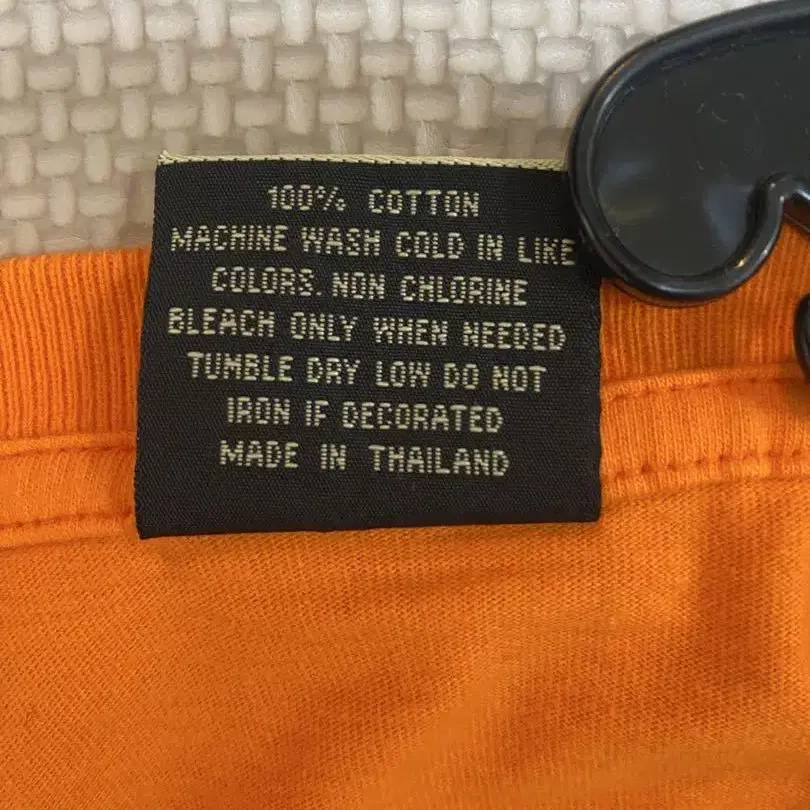 100% COTTON
MACHINE WASH COLD IN LIKE
COLORS. NON CHLORINE
BLEACH ONLY WHEN NEEDED
TUMBLE DRY LOW DO NOT
IRON IF DECORATED
MADE IN THAILAND